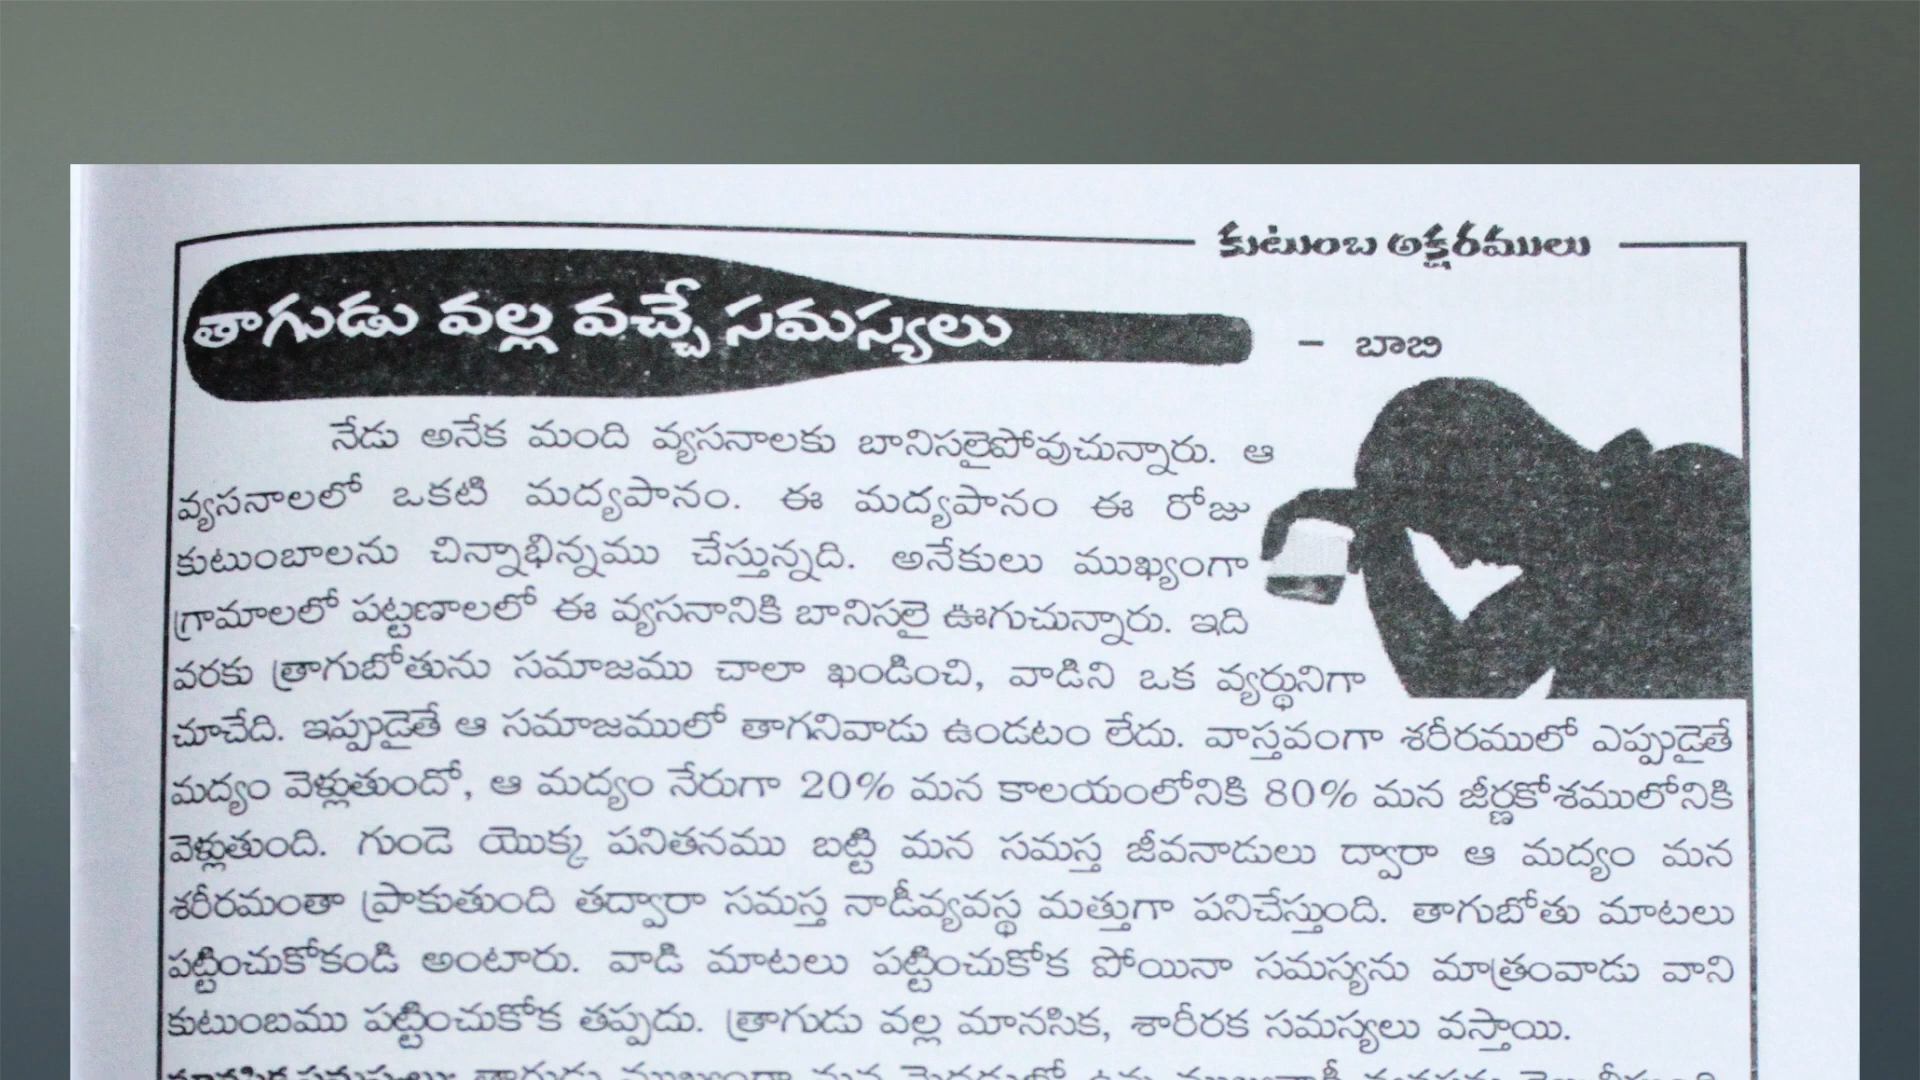 కుటుంబ అక్షరములు
తాగుడు వల్ల వచ్చే సమస్యలు
– బాబి
నేడు అనేక మంది వ్యసనాలకు బానిసలైపోవుచున్నారు. ఆ
వ్యసనాలలో ఒకటి మద్యపానం. ఈ మద్యపానం ఈ రోజు
కుటుంబాలను చిన్నాభిన్నము చేస్తున్నది. అనేకులు ముఖ్యంగా
గ్రామాలలో పట్టణాలలో ఈ వ్యసనానికి బానిసలై ఊగుచున్నారు. ఇది
వరకు త్రాగుబోతును సమాజము చాలా ఖండించి, వాడిని ఒక వ్యర్థునిగా
చూచేది. ఇప్పుడైతే ఆ సమాజములో తాగనివాడు ఉండటం లేదు. వాస్తవంగా శరీరములో ఎప్పుడైతే
మద్యం వెళ్లుతుందో, ఆ మద్యం నేరుగా 20% మన కాలయంలోనికి 80% మన జీర్ణకోశములోనికి
వెళ్లుతుంది. గుండె యొక్క పనితనము బట్టి మన సమస్త జీవనాడులు ద్వారా ఆ మద్యం మన
శరీరమంతా ప్రాకుతుంది తద్వారా సమస్త నాడీవ్యవస్థ మత్తుగా పనిచేస్తుంది. తాగుబోతు మాటలు
పట్టించుకోకండి అంటారు. వాడి మాటలు పట్టించుకోక పోయినా సమస్యను మాత్రంవాడు వాని
కుటుంబము పట్టించుకోక తప్పదు. త్రాగుడు వల్ల మానసిక, శారీరక సమస్యలు వస్తాయి.